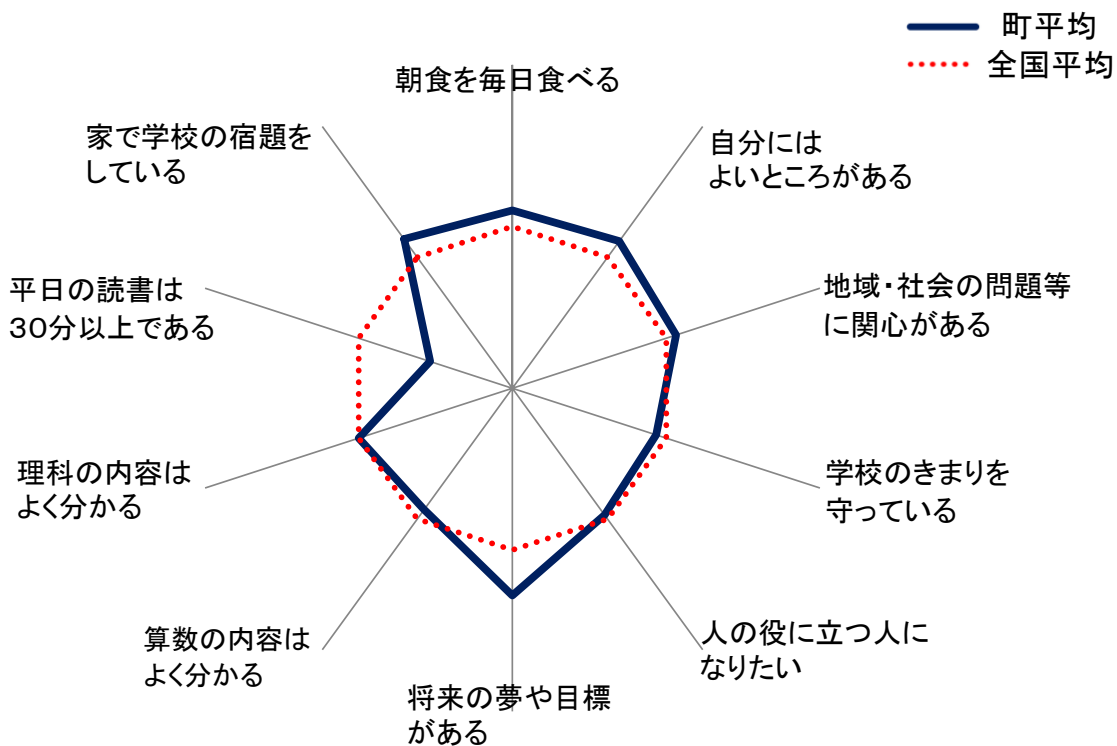 町平均
全国平均
朝食を毎日食べる
自分には
よいところがある
地域・社会の問題等
に関心がある
学校のきまりを
守っている
人の役に立つ人に
なりたい
将来の夢や目標
がある
算数の内容は
よく分かる
理科の内容は
よく分かる
平日の読書は
30分以上である
家で学校の宿題を
している